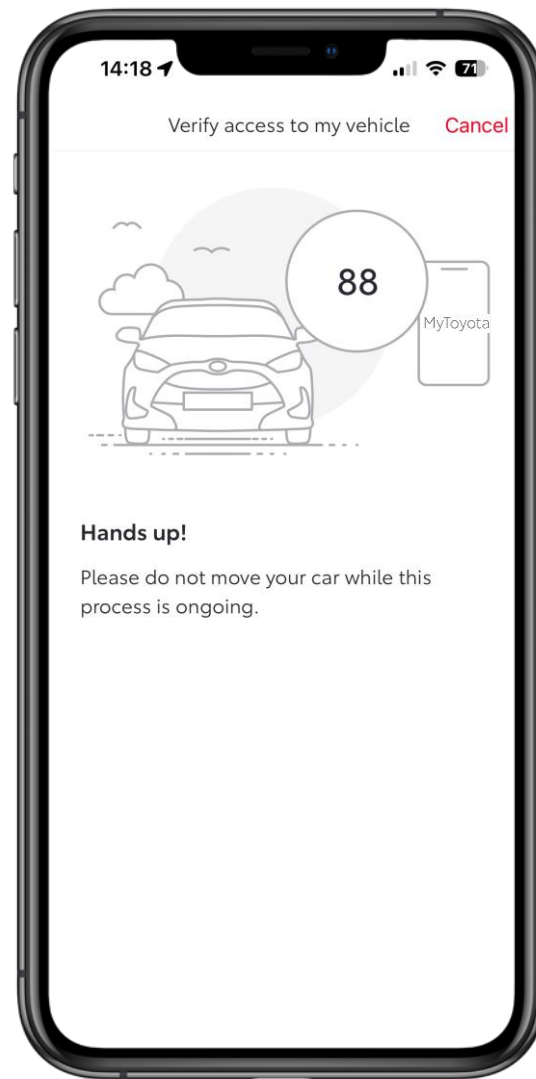 14:18 71
Verify access to my vehicle Cancel
88
MyToyota
Hands up!
Please do not move your car while this
process is ongoing.